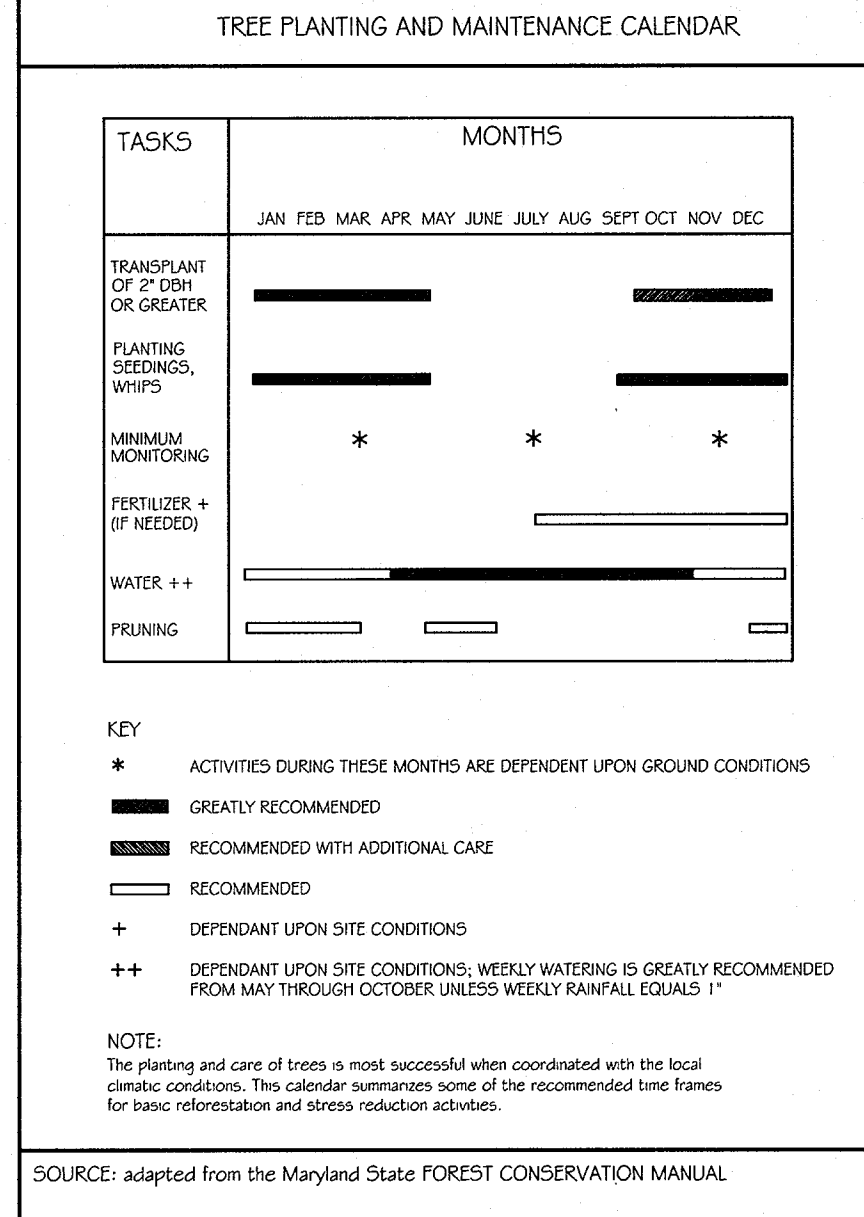 TREE PLANTING AND MAINTENANCE CALENDAR
TASKS
MONTHS
JAN FEB MAR APR MAY JUNE JULY AUG SEPT OCT NOV DEC
TRANSPLANT
OF 2" DBH
OR GREATER
PLANTING
SEEDINGS,
WHIPS
MINIMUM
MONITORING
* * *
FERTILIZER +
(IF NEEDED)
WATER ++
PRUNING
KEY
* ACTIVITIES DURING THESE MONTHS ARE DEPENDENT UPON GROUND CONDITIONS
GREATLY RECOMMENDED
RECOMMENDED WITH ADDITIONAL CARE
RECOMMENDED
+ DEPENDANT UPON SITE CONDITIONS
++ DEPENDANT UPON SITE CONDITIONS; WEEKLY WATERING IS GREATLY RECOMMENDED
FROM MAY THROUGH OCTOBER UNLESS WEEKLY RAINFALL EQUALS 1"
NOTE:
The planting and care of trees is most successful when coordinated with the local
climatic conditions. This calendar summarizes some of the recommended time frames
for basic reforestation and stress reduction activities.
SOURCE: adapted from the Maryland State FOREST CONSERVATION MANUAL